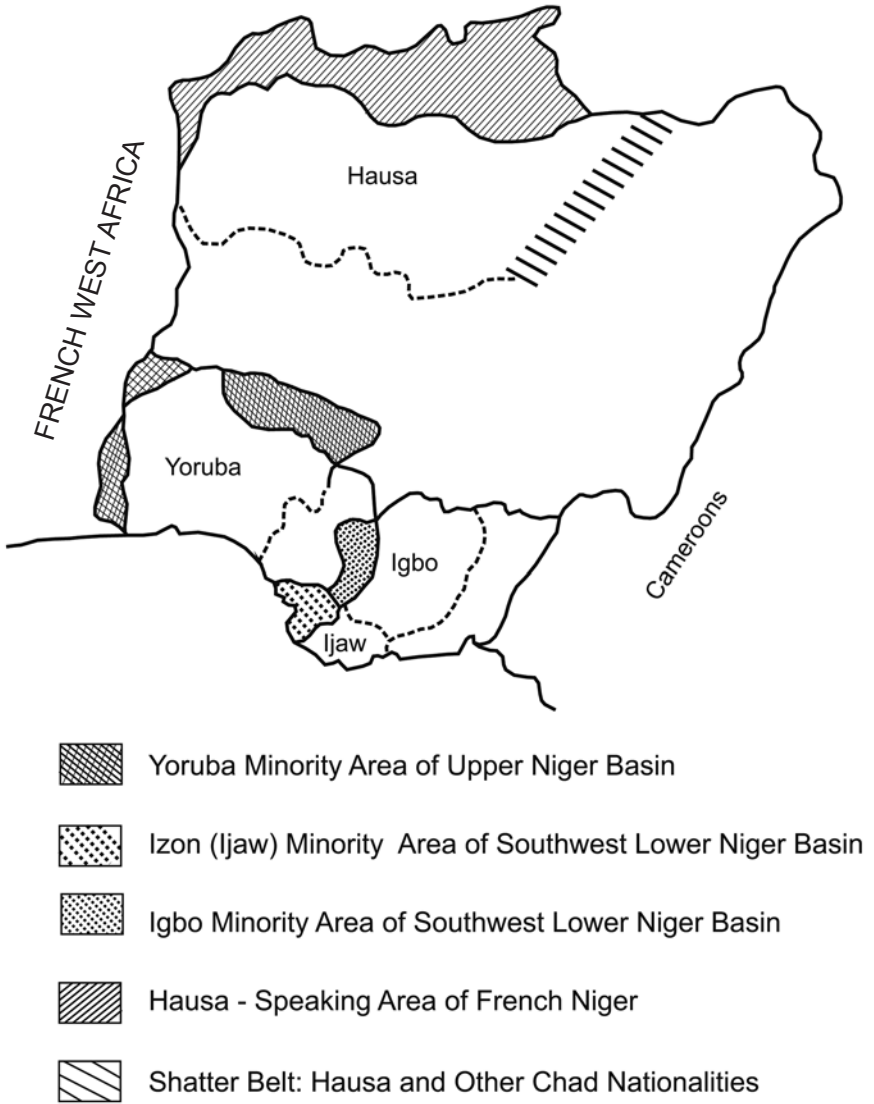 Hausa
FRENCH WEST AFRICA
Yoruba
Igbo
Cameroons
Ijaw
Yoruba Minority Area of Upper Niger Basin
Izon (Ijaw) Minority Area of Southwest Lower Niger Basin
Igbo Minority Area of Southwest Lower Niger Basin
Hausa - Speaking Area of French Niger
Shatter Belt: Hausa and Other Chad Nationalities